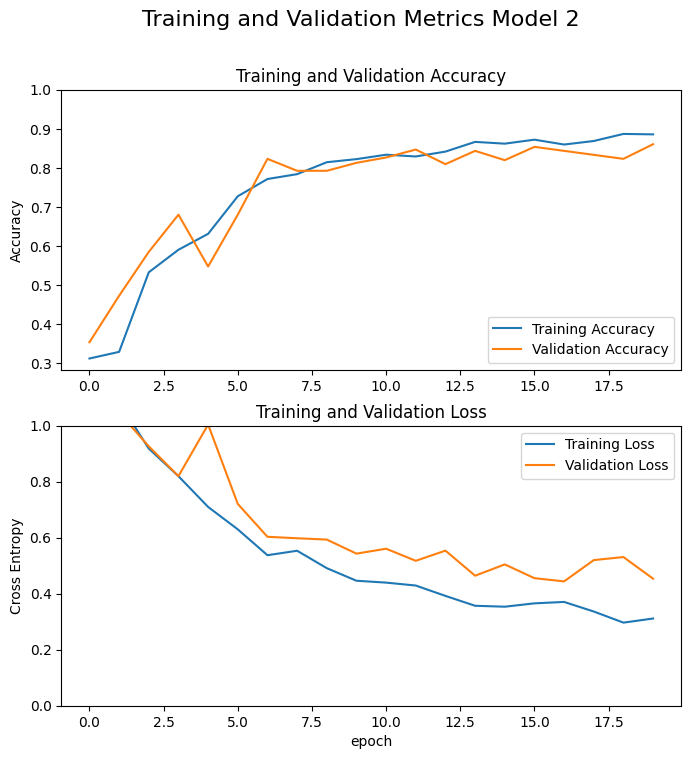 Training and Validation Metrics Model 2
Training and Validation Accuracy
1.0
0.9
0.8
0.7
0.6
0.5
0.4
0.3
Accuracy
Training Accuracy
Validation Accuracy
0.0 2.5 5.0 7.5 10.0 12.5 15.0 17.5
Training and Validation Loss
1.0
0.8
0.6
0.4
0.2
0.0
Cross Entropy
Training Loss
Validation Loss
0.0 2.5 5.0 7.5 10.0 12.5 15.0 17.5
epoch